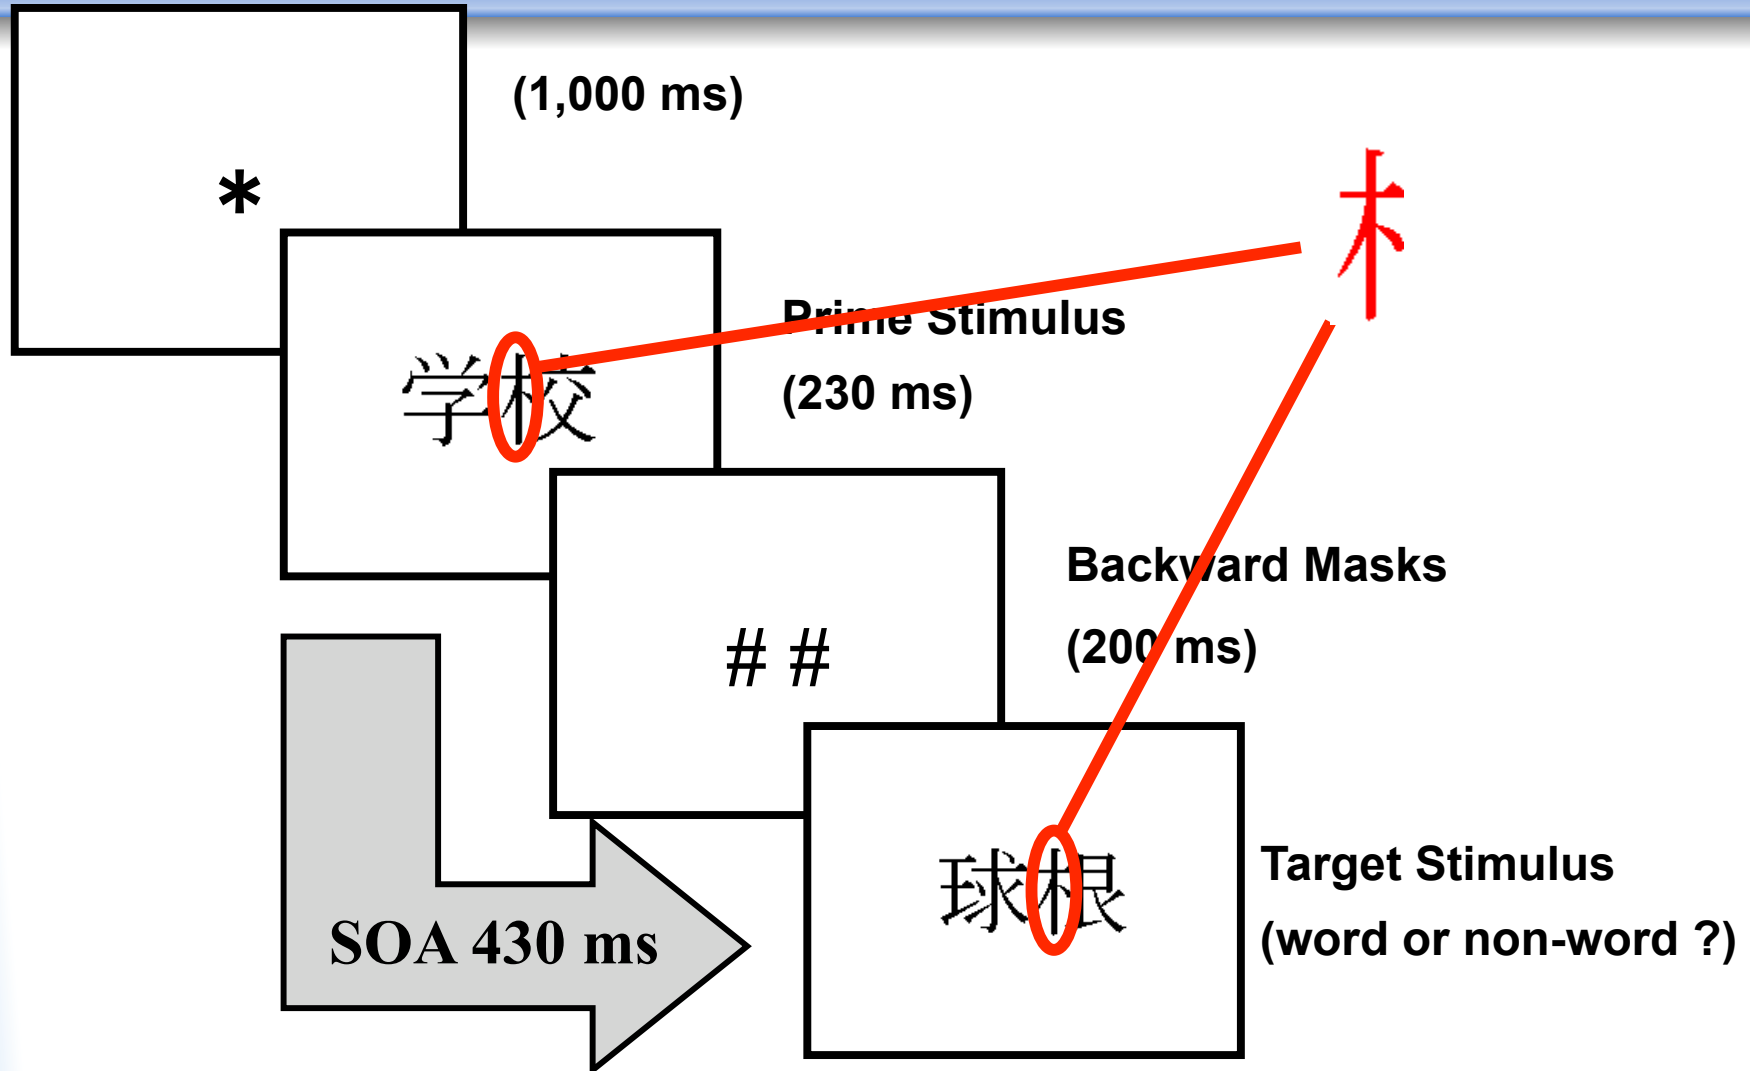 (1,000 ms)
*
木
Prime Stimulus
(230 ms)
学校
Backward Masks
(200 ms)
# #
球根
Target Stimulus
(word or non-word ?)
SOA 430 ms